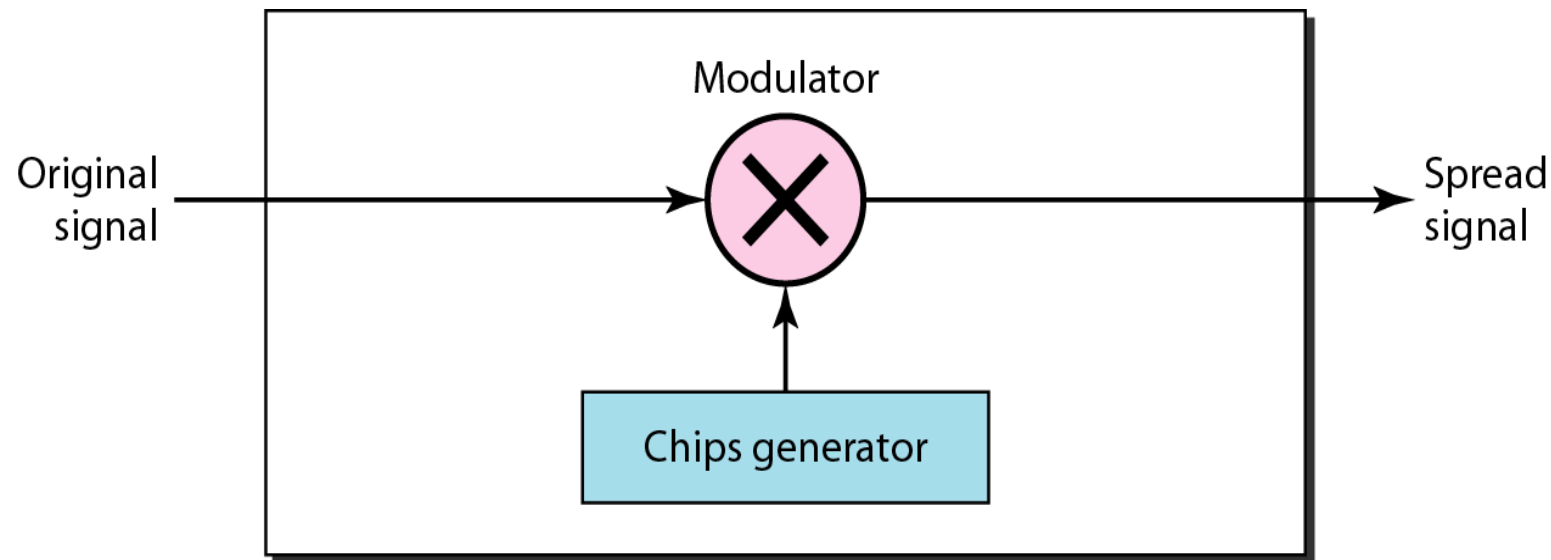 Modulator
Original
signal
Spread
signal
Chips generator